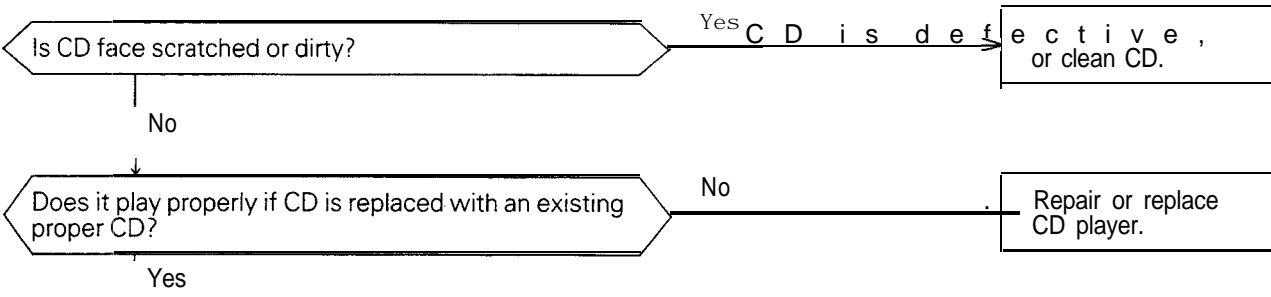 Is CD face scratched or dirty?
Yes
CD is defective,
or clean CD.
No
Does it play properly if CD is replaced with an existing
proper CD?
No
Repair or replace
CD player.
Yes